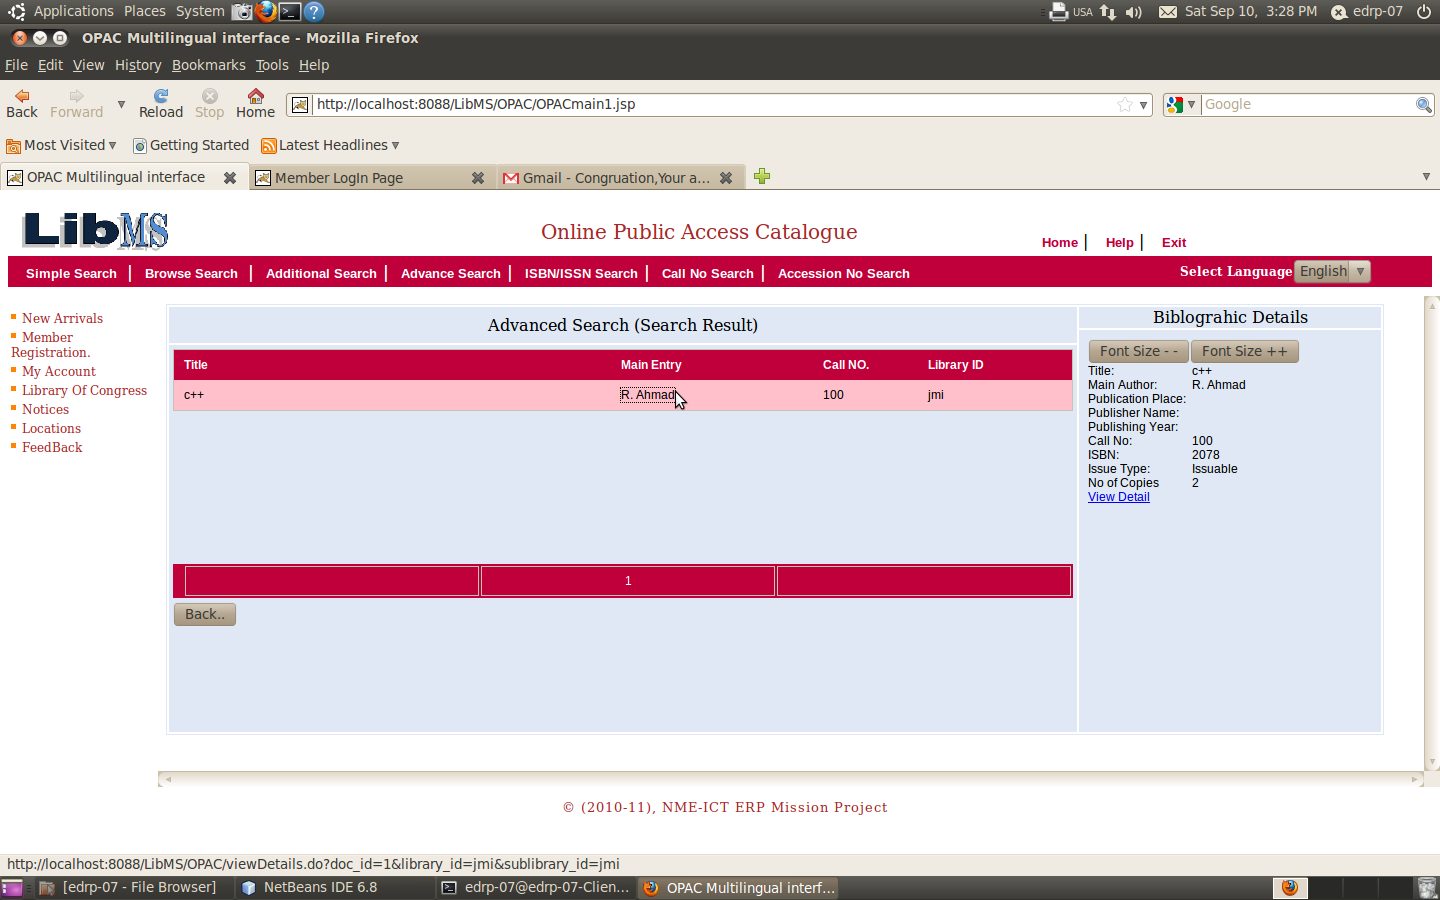 Applications Places System USA Sat Sep 10, 3:28 PM edrp-07
OPAC Multilingual interface - Mozilla Firefox
File Edit View History Bookmarks Tools Help
Back Forward Reload Stop Home http://localhost:8088/LibMS/OPAC/OPACmain1.jsp Google
Most Visited Getting Started Latest Headlines
OPAC Multilingual interface Member LogIn Page Gmail - Congruation,Your a...
LibMS
Online Public Access Catalogue
Home Help Exit
Simple Search Browse Search Additional Search Advance Search ISBN/ISSN Search Call No Search Accession No Search Select Language English
New Arrivals
Member
Registration.
My Account
Library Of Congress
Notices
Locations
FeedBack
Advanced Search (Search Result)
Title Main Entry Call NO. Library ID
c++ R. Ahmad 100 jmi
1
Back..
Biblograhic Details
Font Size - - Font Size ++
Title: c++
Main Author: R. Ahmad
Publication Place:
Publisher Name:
Publishing Year:
Call No: 100
ISBN: 2078
Issue Type: Issuable
No of Copies 2
View Detail
© (2010-11), NME-ICT ERP Mission Project
http://localhost:8088/LibMS/OPAC/viewDetails.do?doc_id=1&library_id=jmi&sublibrary_id=jmi
[edrp-07 - File Browser] NetBeans IDE 6.8 edrp-07@edrp-07-Clien... OPAC Multilingual interf...